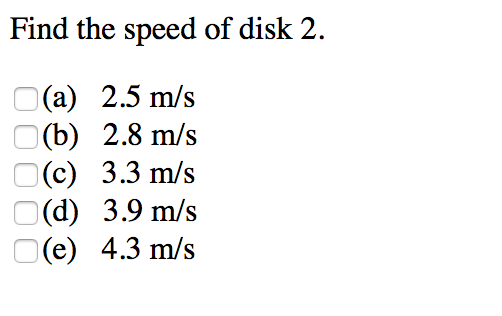 Find the speed of disk 2.
(a) 2.5 m/s
(b) 2.8 m/s
(c) 3.3 m/s
(d) 3.9 m/s
(e) 4.3 m/s